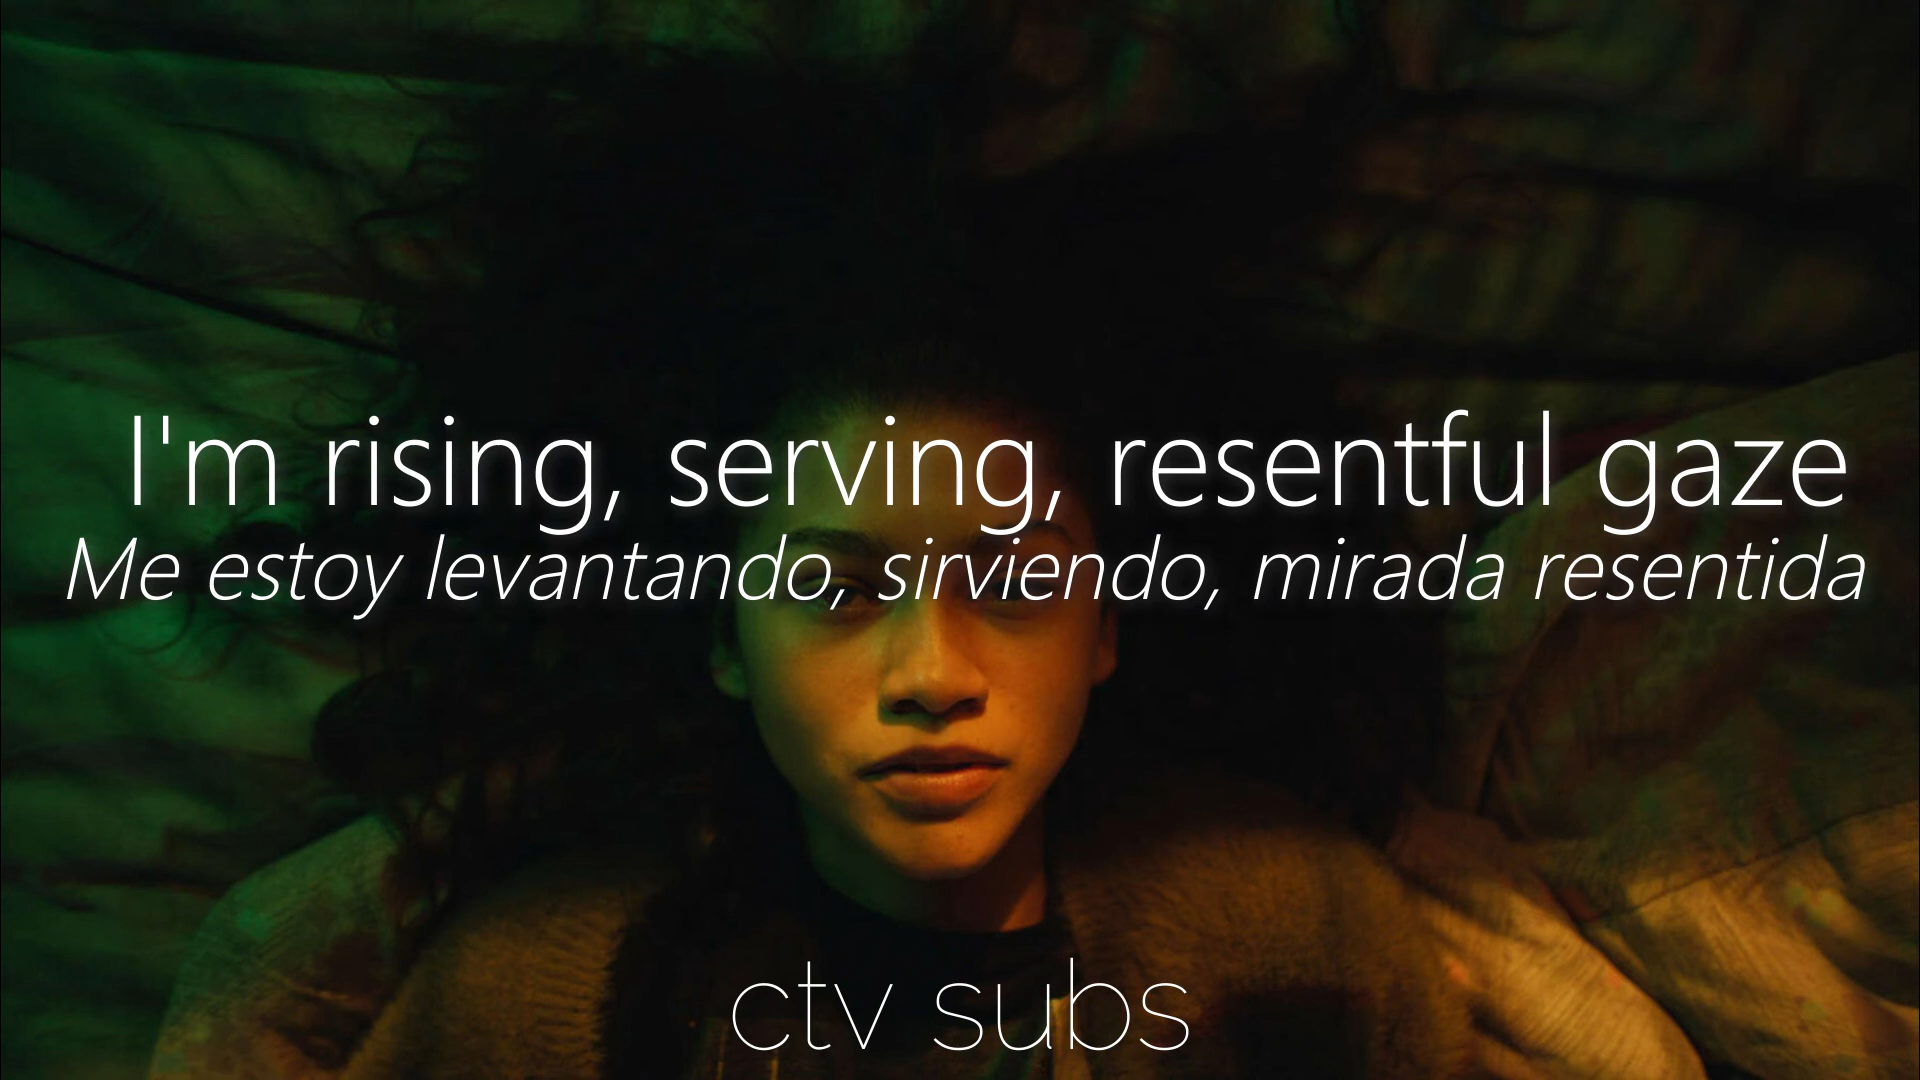 I'm rising, serving, resentful gaze
Me estoy levantando, sirviendo, mirada resentida
ctv subs